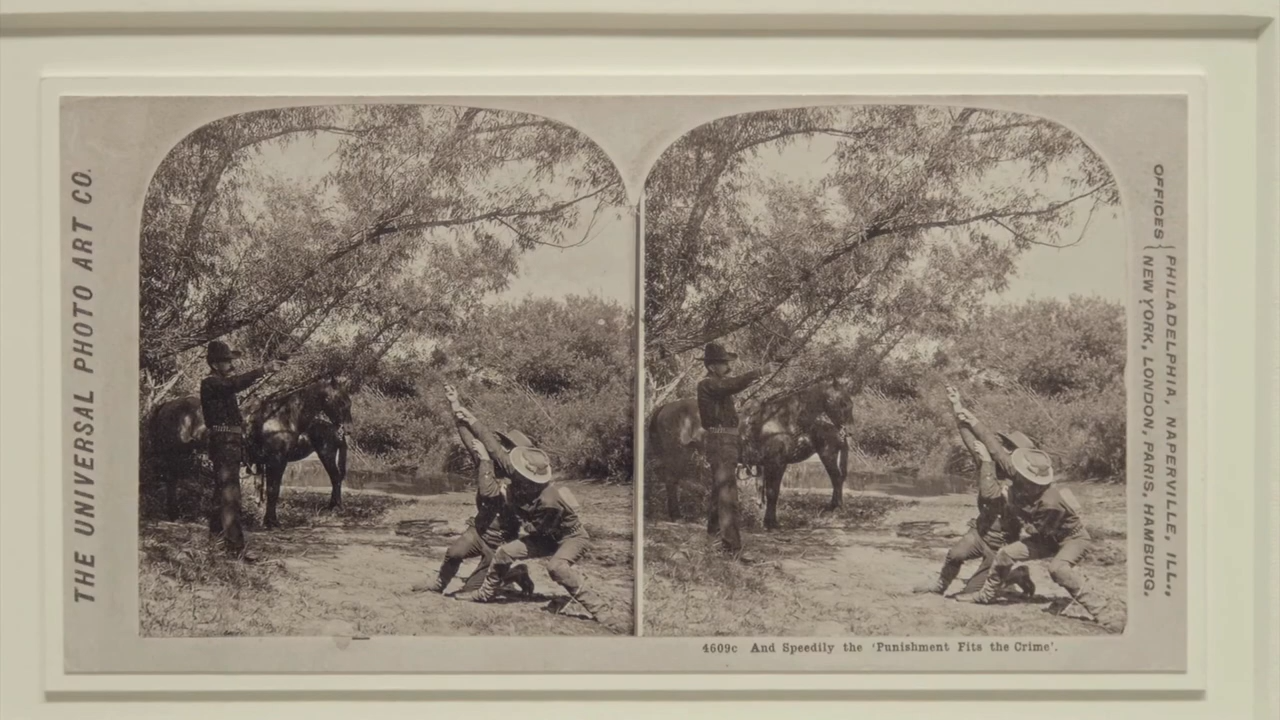 THE UNIVERSAL PHOTO ART CO.
OFFICES { PHILADELPHIA, NAPERVILLE, ILL.,
NEW YORK, LONDON, PARIS, HAMBURG.
4609c And Speedily the 'Punishment Fits the Crime'.